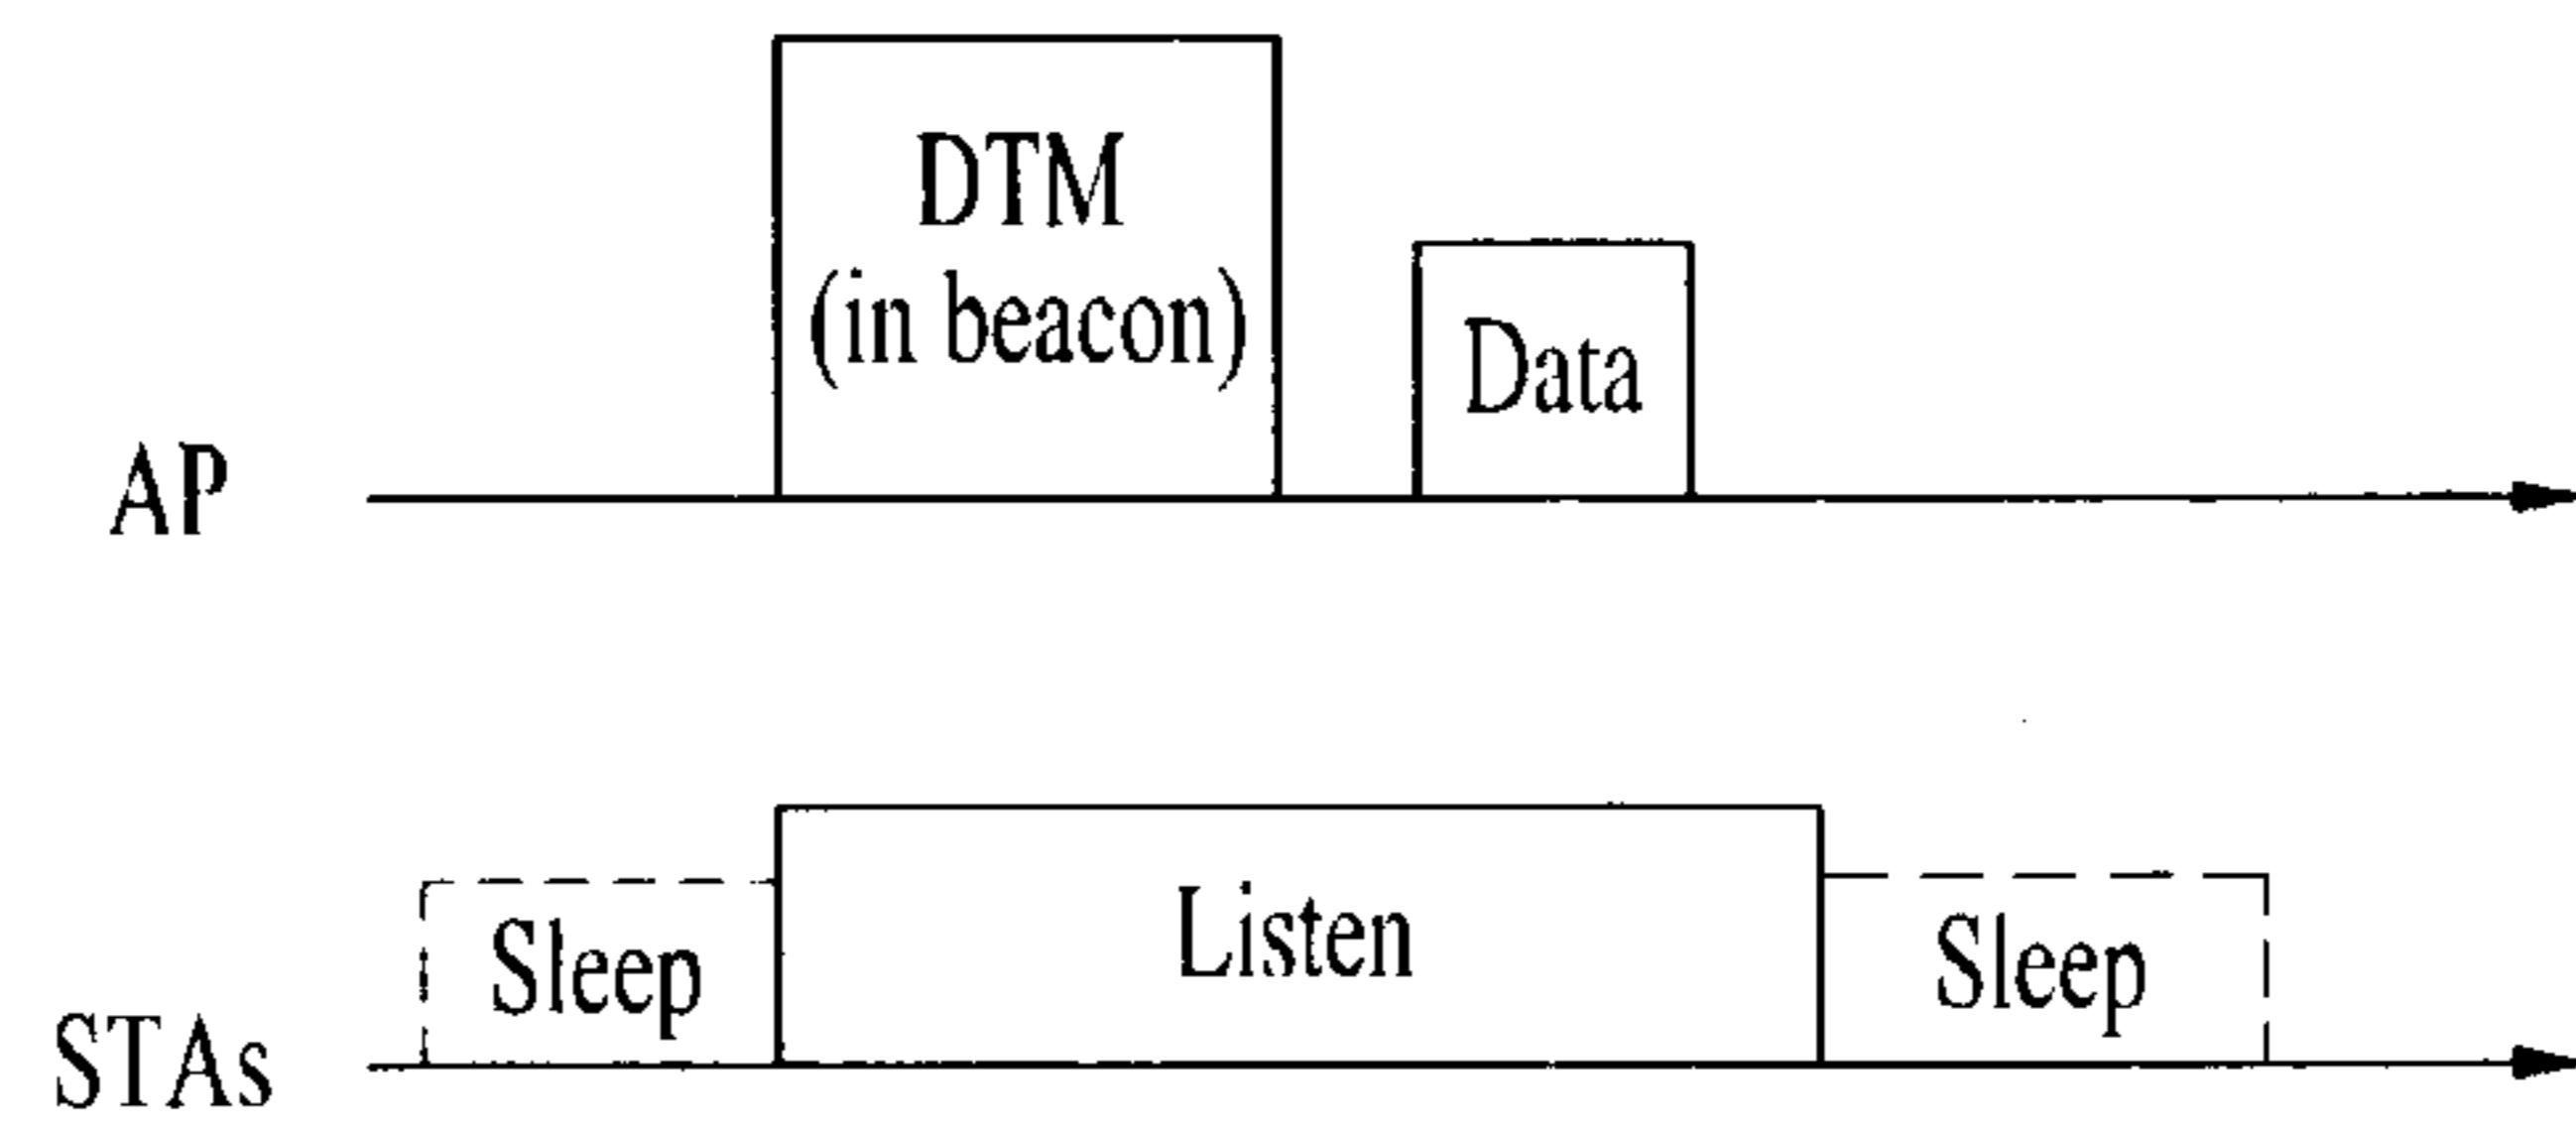 DTM
(in beacon)
Data
AP
Listen
Sleep
Sleep
STAs